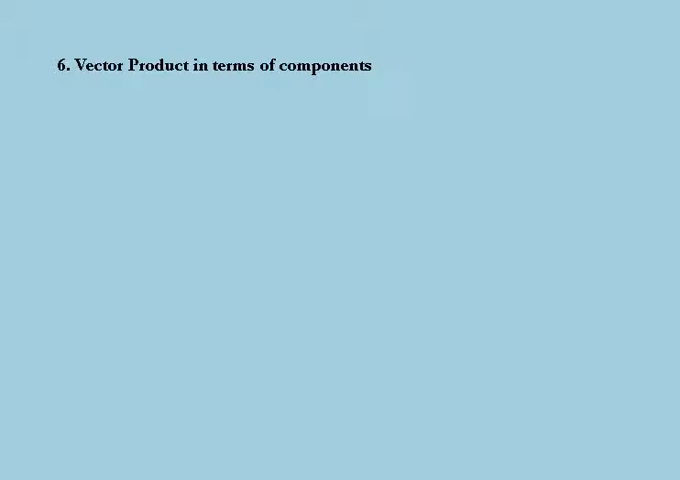 6. Vector Product in terms of components